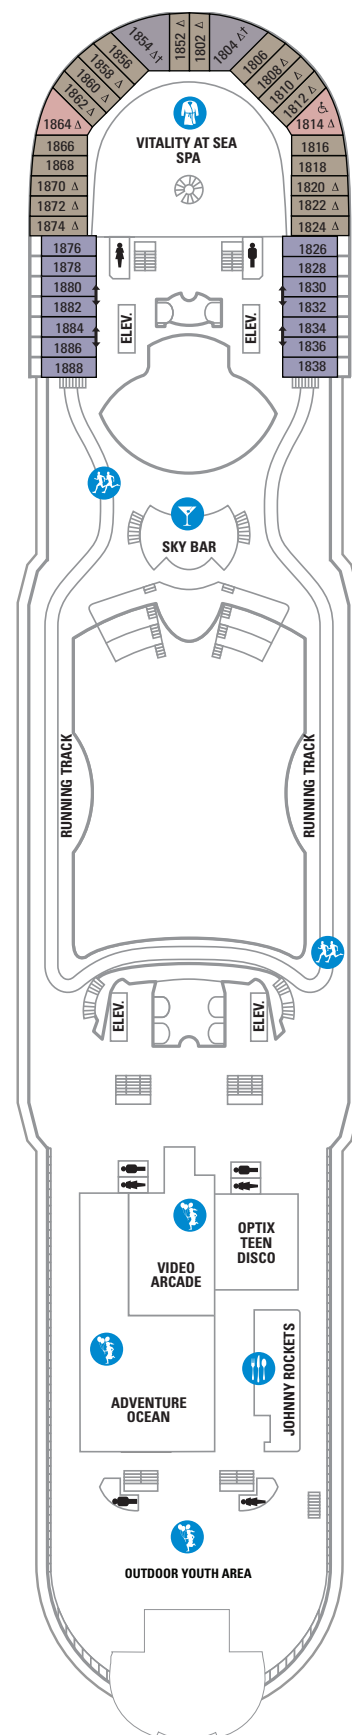 1852 Δ
1802 Δ
1854 Δ†
1804 Δ†
1856
1806
1858 Δ
1808 Δ
1860 Δ
1810 Δ
1862 Δ
1812 Δ
1864 Δ
1814 Δ
VITALITY AT SEA
SPA
1866
1816
1868
1818
1870 Δ
1820 Δ
1872 Δ
1822 Δ
1874 Δ
1824 Δ
1876
1826
1878
1828
1880
1830
1882
1832
1884
1834
1886
1836
1888
1838
ELEV.
ELEV.
SKY BAR
RUNNING TRACK
RUNNING TRACK
ELEV.
ELEV.
OPTIX
TEEN
DISCO
VIDEO
ARCADE
JOHNNY ROCKETS
ADVENTURE
OCEAN
OUTDOOR YOUTH AREA